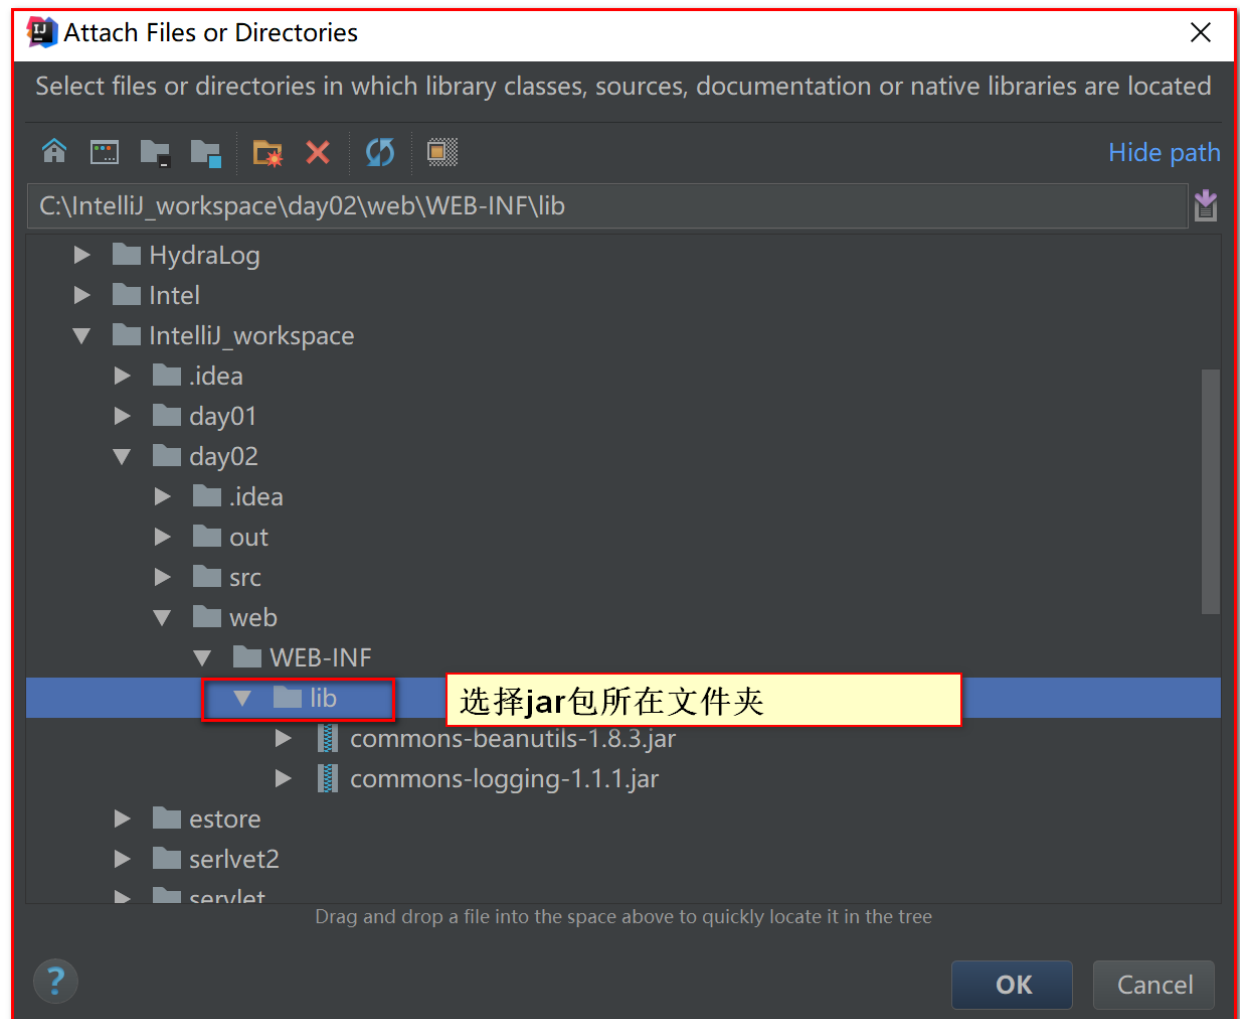 Attach Files or Directories
Select files or directories in which library classes, sources, documentation or native libraries are located
Hide path
C:\IntelliJ_workspace\day02\web\WEB-INF\lib
HydraLog
Intel
IntelliJ_workspace
.idea
day01
day02
.idea
out
src
web
WEB-INF
lib
选择jar包所在文件夹
commons-beanutils-1.8.3.jar
commons-logging-1.1.1.jar
estore
serlvet2
servlet
Drag and drop a file into the space above to quickly locate it in the tree
?
OK
Cancel